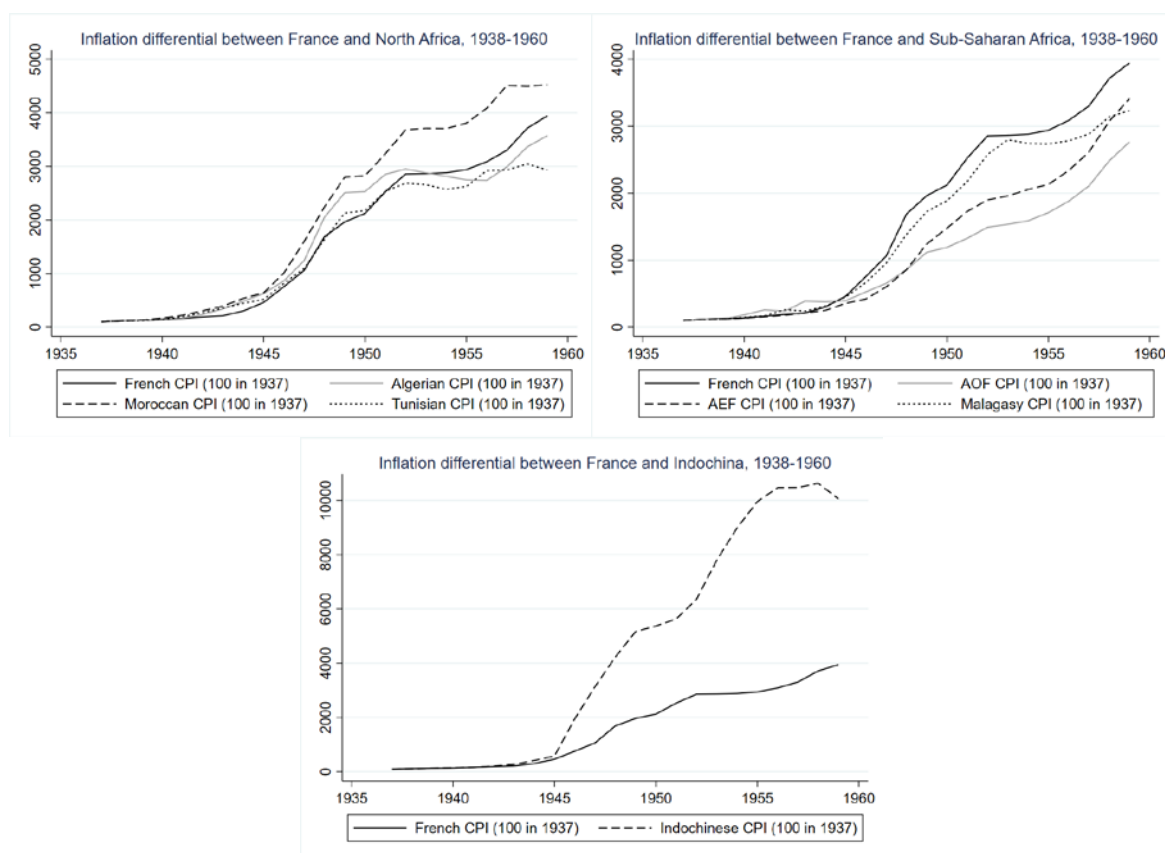 Inflation differential between France and North Africa, 1938-1960
5000
4000
3000
2000
1000
0
1935 1940 1945 1950 1955 1960
French CPI (100 in 1937) Algerian CPI (100 in 1937)
Moroccan CPI (100 in 1937) Tunisian CPI (100 in 1937)
Inflation differential between France and Sub-Saharan Africa, 1938-1960
4000
3000
2000
1000
0
1935 1940 1945 1950 1955 1960
French CPI (100 in 1937) AOF CPI (100 in 1937)
AEF CPI (100 in 1937) Malagasy CPI (100 in 1937)
Inflation differential between France and Indochina, 1938-1960
10000
8000
6000
4000
2000
0
1935 1940 1945 1950 1955 1960
French CPI (100 in 1937) Indochinese CPI (100 in 1937)